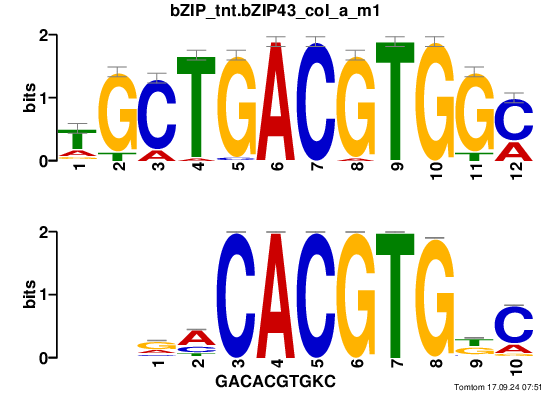 bZIP_tnt.bZIP43_col_a_m1
2
1
0
bits
TGCTGACGTGGC
1 2 3 4 5 6 7 8 9 10 11 12
2
1
0
bits
GACACGTGTC
1 2 3 4 5 6 7 8 9 10
GACACGTGKC
Tomtom 17.09.24 07:51